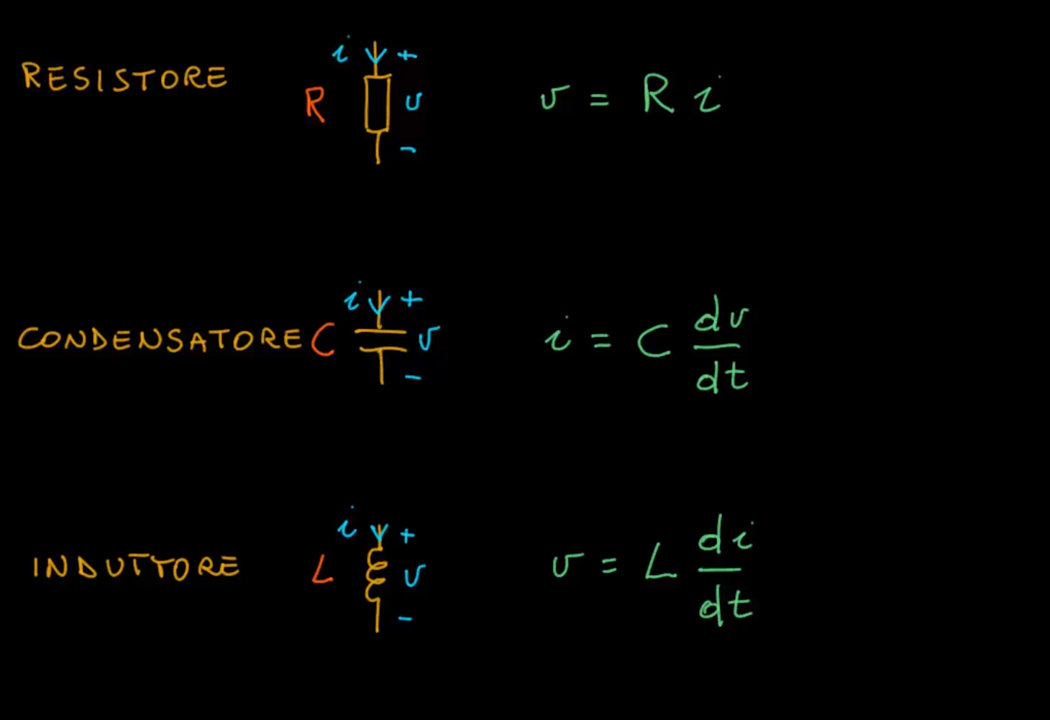 RESISTORE R i + v - v = R i
CONDENSATORE C i + v - i = C dv/dt
INDUTTORE L i + v - v = L di/dt